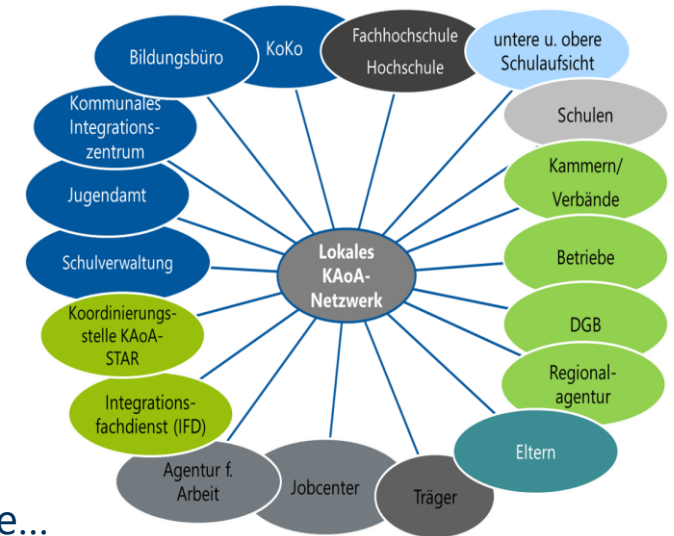 Bildungsbüro
KoKo
Fachhochschule
Hochschule
untere u. obere
Schulaufsicht
Kommunales
Integrations-
zentrum
Schulen
Kammern/
Verbände
Jugendamt
Lokales
KAoA-
Netzwerk
Schulverwaltung
Betriebe
Koordinierungs-
stelle KAoA-
STAR
DGB
Regional-
agentur
Integrations-
fachdienst (IFD)
Eltern
Agentur f.
Arbeit
Jobcenter
Träger
e...